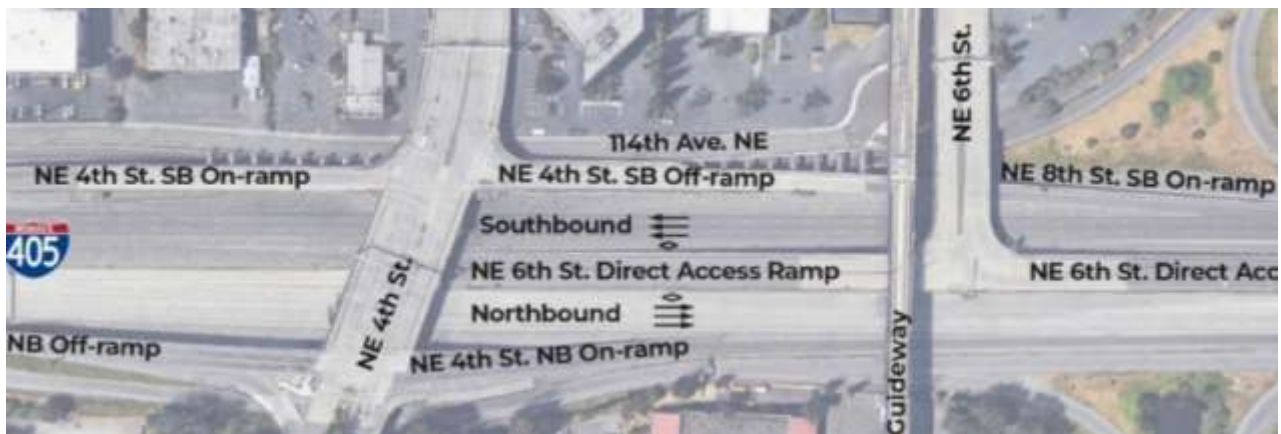 NE 6th St.
114th Ave. NE
NE 4th St. SB On-ramp
NE 4th St. SB Off-ramp
NE 8th St. SB On-ramp
Southbound
405
NE 6th St. Direct Access Ramp
NE 6th St. Direct Acc
NE 4th St.
Northbound
NB Off-ramp
NE 4th St. NB On-ramp
Guideway